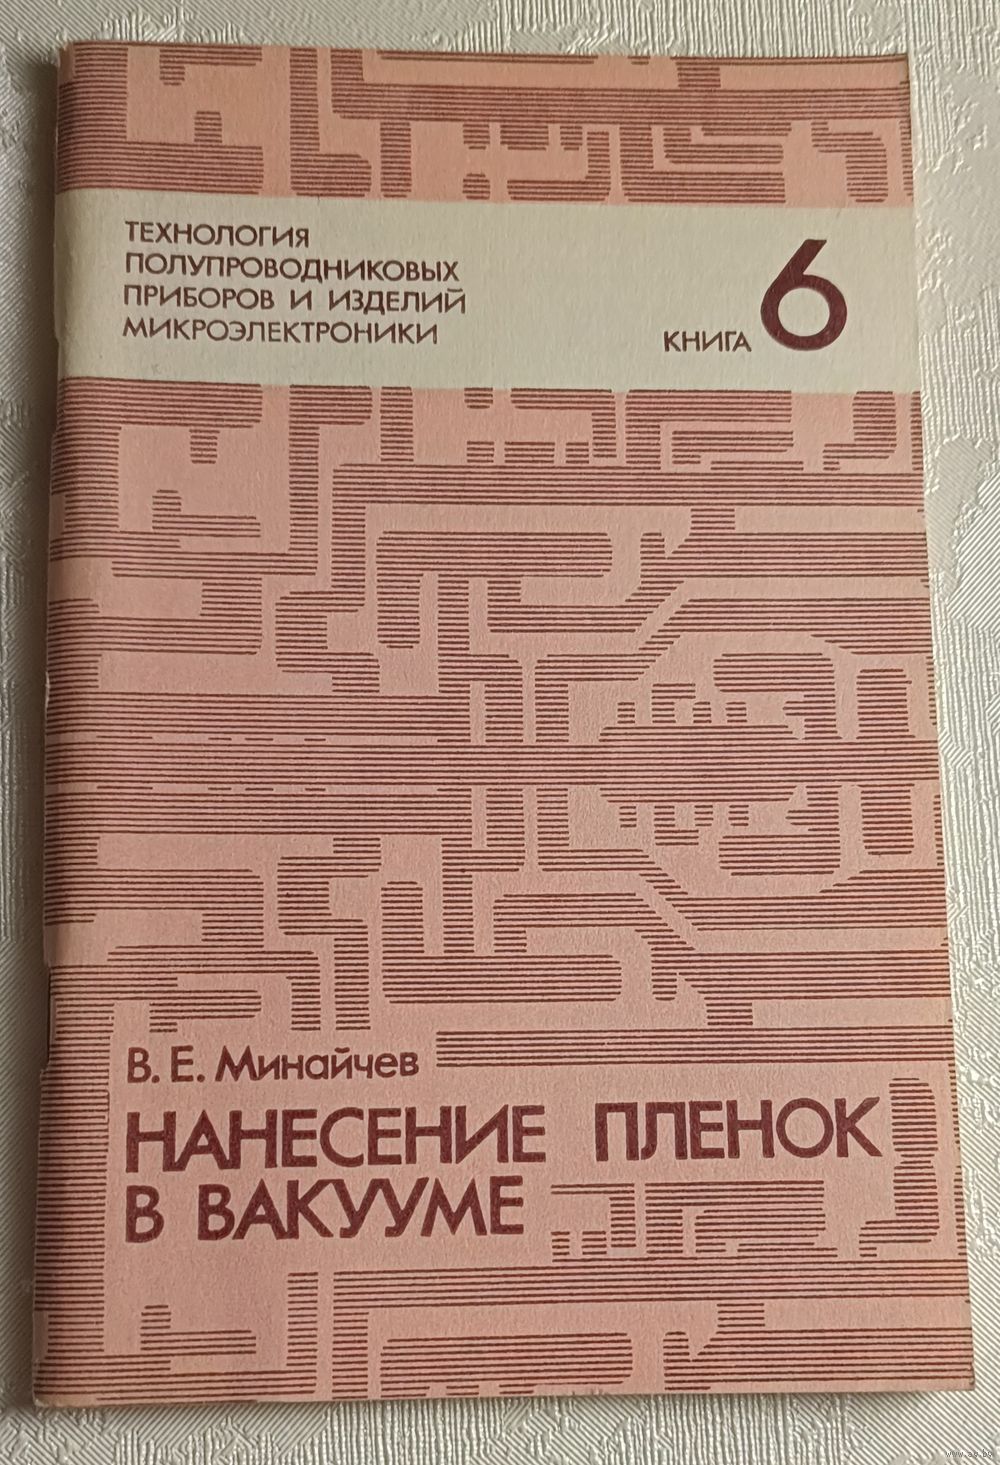 ТЕХНОЛОГИЯ
ПОЛУПРОВОДНИКОВЫХ
ПРИБОРОВ И ИЗДЕЛИЙ
МИКРОЭЛЕКТРОНИКИ
КНИГА 6
В. Е. Минайчев
НАНЕСЕНИЕ ПЛЕНОК
В ВАКУУМЕ